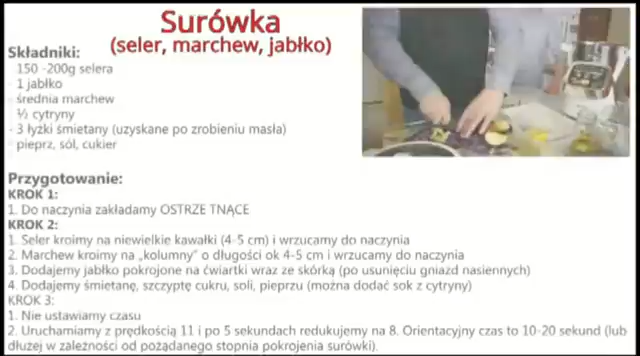 Surówka
(seler, marchew, jabłko)
Składniki:
- 150 -200g selera
- 1 jabłko
- średnia marchew
- ½ cytryny
- 3 łyżki śmietany (uzyskane po zrobieniu masła)
- pieprz, sól, cukier
Przygotowanie:
KROK 1:
1. Do naczynia zakładamy OSTRZE TNĄCE
KROK 2:
1. Seler kroimy na niewielkie kawałki (4-5 cm) i wrzucamy do naczynia
2. Marchew kroimy na „kolumny” o długości ok 4-5 cm i wrzucamy do naczynia
3. Dodajemy jabłko pokrojone na ćwiartki wraz ze skórką (po usunięciu gniazd nasiennych)
4. Dodajemy śmietanę, szczyptę cukru, soli, pieprzu (można dodać sok z cytryny)
KROK 3:
1. Nie ustawiamy czasu
2. Uruchamiamy z prędkością 11 i po 5 sekundach redukujemy na 8. Orientacyjny czas to 10-20 sekund (lub
dłużej w zależności od pożądanego stopnia pokrojenia surówki).